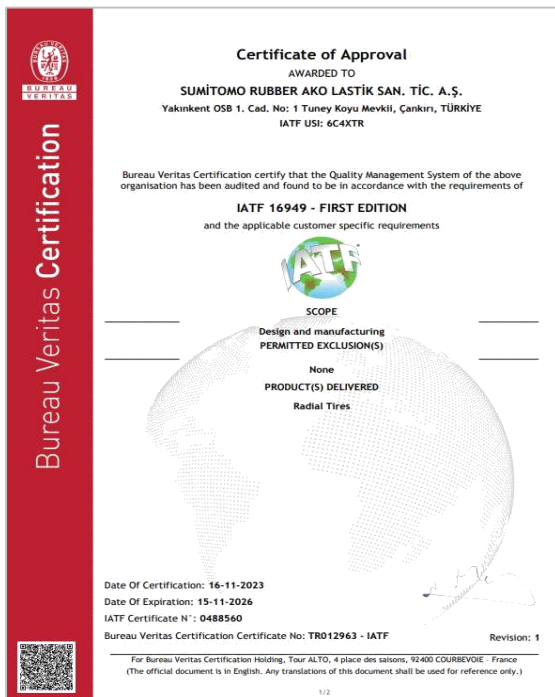 BUREAU
VERITAS
Bureau Veritas Certification
Certificate of Approval
AWARDED TO
SUMİTOMO RUBBER AKO LASTİK SAN. TİC. A.Ş.
Yakınkent OSB 1. Cad. No: 1 Tuney Koyu Mevkii, Çankırı, TÜRKİYE
IATF USI: 6C4XTR
Bureau Veritas Certification certify that the Quality Management System of the above
organisation has been audited and found to be in accordance with the requirements of
IATF 16949 - FIRST EDITION
and the applicable customer specific requirements
IATF
SCOPE
Design and manufacturing
PERMITTED EXCLUSION(S)
None
PRODUCT(S) DELIVERED
Radial Tires
Date Of Certification: 16-11-2023
Date Of Expiration: 15-11-2026
IATF Certificate N°: 0488560
Bureau Veritas Certification Certificate No: TR012963 - IATF
Revision: 1
For Bureau Veritas Certification Holding, Tour ALTO, 4 place des saisons, 92400 COURBEVOIE - France
(The official document is in English. Any translations of this document shall be used for reference only.)
1/2